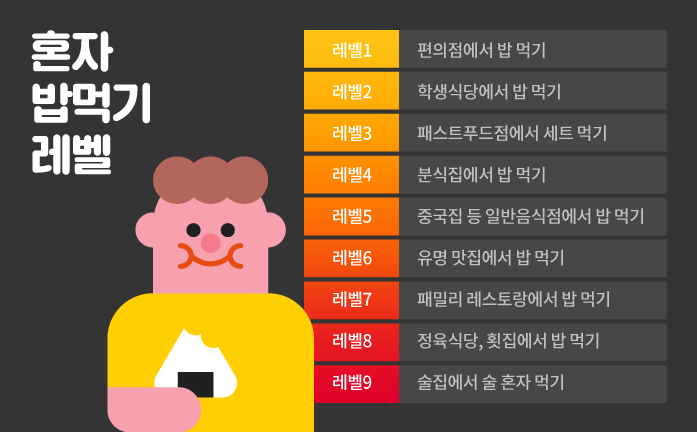 혼자
밥먹기
레벨
레벨1 편의점에서 밥 먹기
레벨2 학생식당에서 밥 먹기
레벨3 패스트푸드점에서 세트 먹기
레벨4 분식집에서 밥 먹기
레벨5 중국집 등 일반음식점에서 밥 먹기
레벨6 유명 맛집에서 밥 먹기
레벨7 패밀리 레스토랑에서 밥 먹기
레벨8 정육식당, 횟집에서 밥 먹기
레벨9 술집에서 술 혼자 먹기